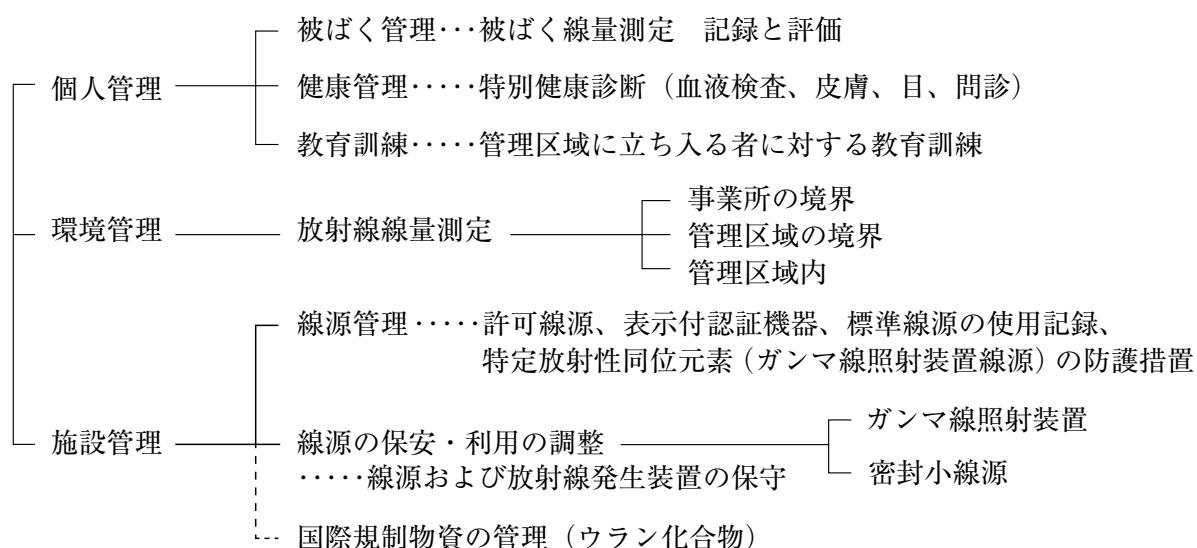 被ばく管理･･･被ばく線量測定　記録と評価
個人管理
健康管理･････特別健康診断（血液検査、皮膚、目、問診）
教育訓練･････管理区域に立ち入る者に対する教育訓練
環境管理
放射線線量測定
事業所の境界
管理区域の境界
管理区域内
線源管理･････許可線源、表示付認証機器、標準線源の使用記録、
特定放射性同位元素（ガンマ線照射装置線源）の防護措置
施設管理
線源の保安・利用の調整
･････線源および放射線発生装置の保守
ガンマ線照射装置
密封小線源
国際規制物資の管理（ウラン化合物）